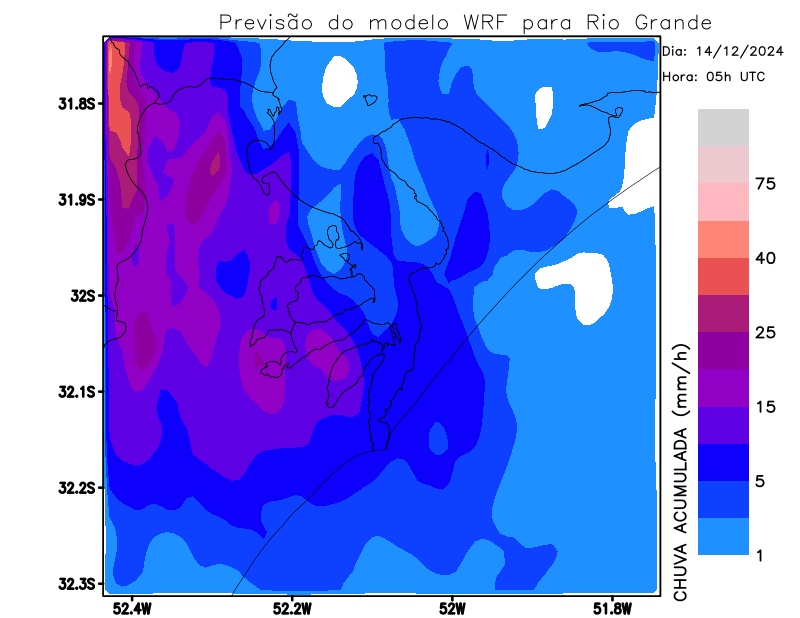 Previsão do modelo WRF para Rio Grande
Dia: 14/12/2024
Hora: 05h UTC
31.8S
31.9S
32S
32.1S
32.2S
32.3S
52.4W
52.2W
52W
51.8W
75
40
25
15
5
1
CHUVA ACUMULADA (mm/h)